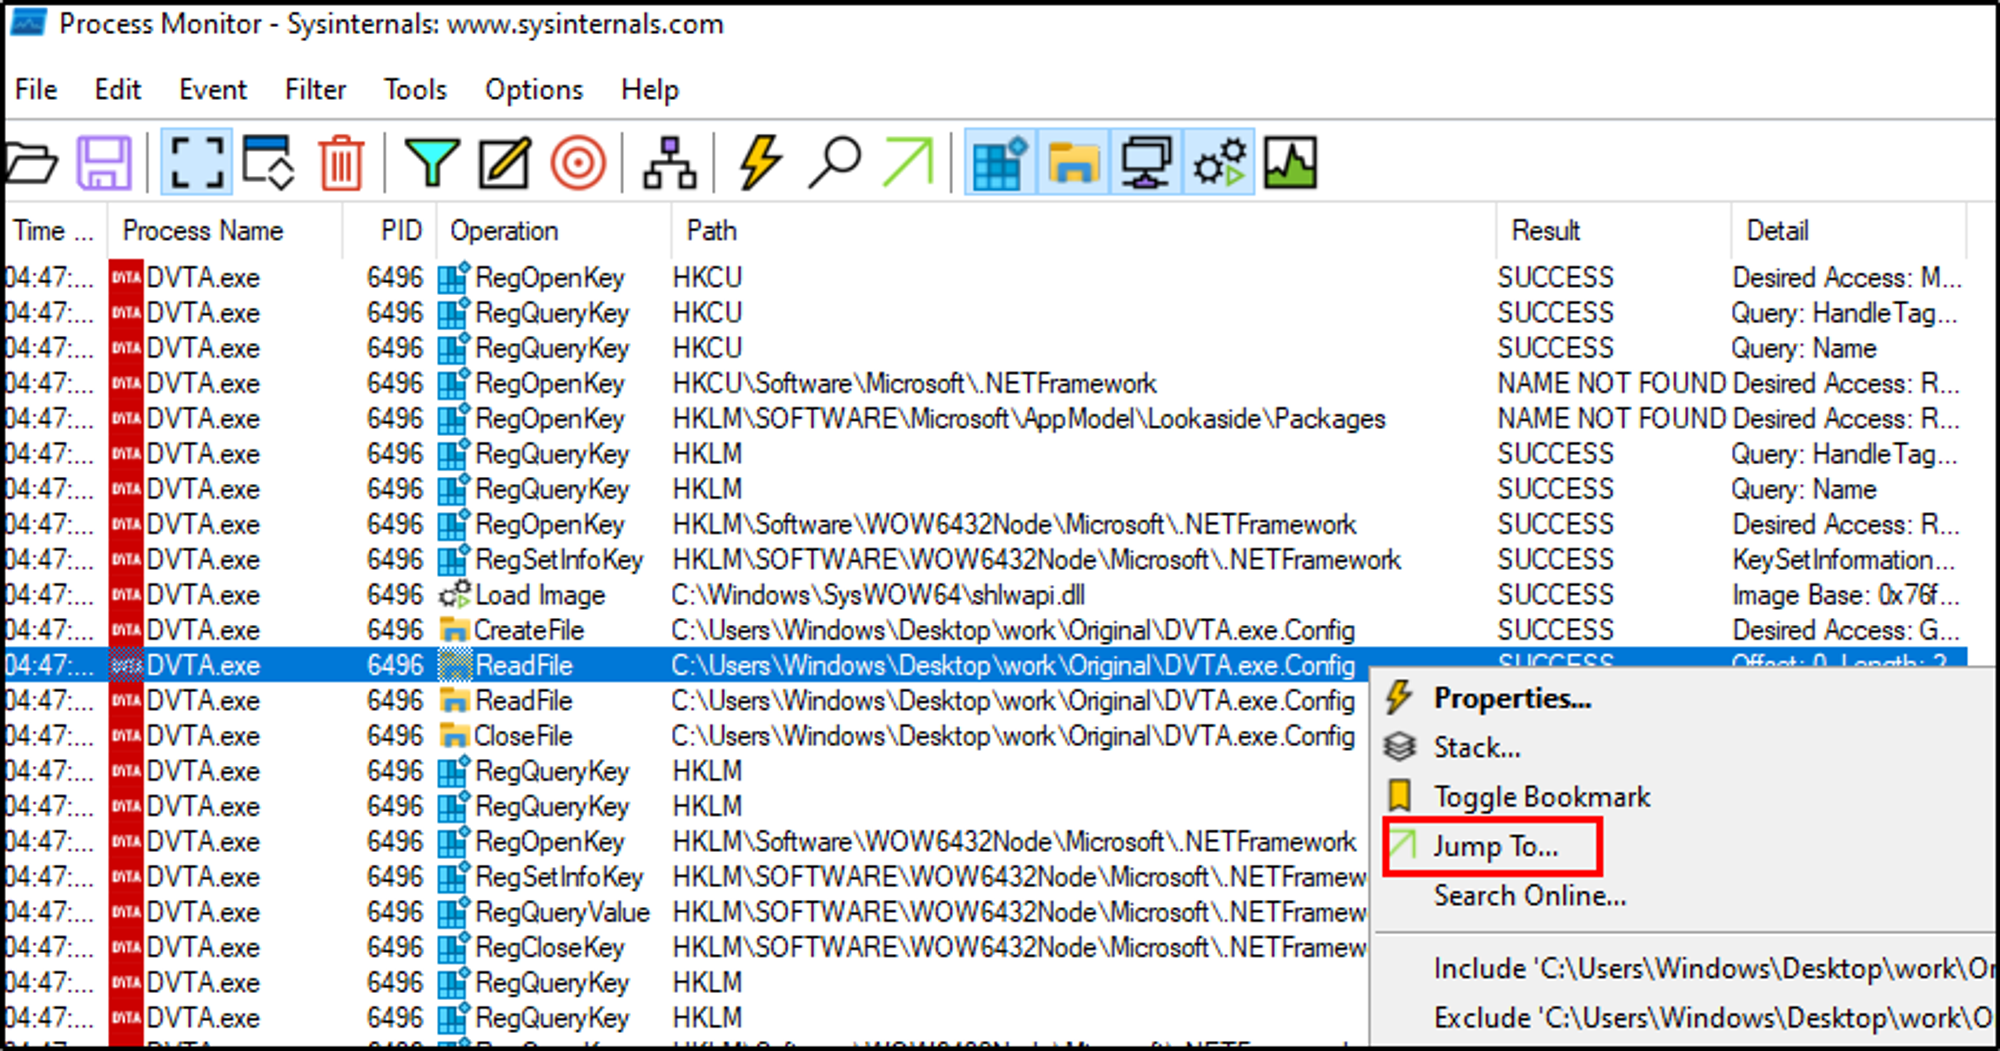 Process Monitor - Sysinternals: www.sysinternals.com
File Edit Event Filter Tools Options Help
Time ... Process Name PID Operation Path Result Detail
04:47:... DVTA.exe 6496 RegOpenKey HKCU SUCCESS Desired Access: M...
04:47:... DVTA.exe 6496 RegQueryKey HKCU SUCCESS Query: HandleTag...
04:47:... DVTA.exe 6496 RegQueryKey HKCU SUCCESS Query: Name
04:47:... DVTA.exe 6496 RegOpenKey HKCU\Software\Microsoft\.NETFramework NAME NOT FOUND Desired Access: R...
04:47:... DVTA.exe 6496 RegOpenKey HKLM\SOFTWARE\Microsoft\AppModel\Lookaside\Packages NAME NOT FOUND Desired Access: R...
04:47:... DVTA.exe 6496 RegQueryKey HKLM SUCCESS Query: HandleTag...
04:47:... DVTA.exe 6496 RegQueryKey HKLM SUCCESS Query: Name
04:47:... DVTA.exe 6496 RegOpenKey HKLM\Software\WOW6432Node\Microsoft\.NETFramework SUCCESS Desired Access: R...
04:47:... DVTA.exe 6496 RegSetInfoKey HKLM\SOFTWARE\WOW6432Node\Microsoft\.NETFramework SUCCESS KeySetInformation...
04:47:... DVTA.exe 6496 Load Image C:\Windows\SysWOW64\shlwapi.dll SUCCESS Image Base: 0x76f...
04:47:... DVTA.exe 6496 CreateFile C:\Users\Windows\Desktop\work\Original\DVTA.exe.Config SUCCESS Desired Access: G...
04:47:... DVTA.exe 6496 ReadFile C:\Users\Windows\Desktop\work\Original\DVTA.exe.Config SUCCESS Offset: 0, Length: 2...
04:47:... DVTA.exe 6496 ReadFile C:\Users\Windows\Desktop\work\Original\DVTA.exe.Config
04:47:... DVTA.exe 6496 CloseFile C:\Users\Windows\Desktop\work\Original\DVTA.exe.Config
04:47:... DVTA.exe 6496 RegQueryKey HKLM
04:47:... DVTA.exe 6496 RegQueryKey HKLM
04:47:... DVTA.exe 6496 RegOpenKey HKLM\Software\WOW6432Node\Microsoft\.NETFramework
04:47:... DVTA.exe 6496 RegSetInfoKey HKLM\SOFTWARE\WOW6432Node\Microsoft\.NETFramew
04:47:... DVTA.exe 6496 RegQueryValue HKLM\SOFTWARE\WOW6432Node\Microsoft\.NETFramew
04:47:... DVTA.exe 6496 RegCloseKey HKLM\SOFTWARE\WOW6432Node\Microsoft\.NETFramew
04:47:... DVTA.exe 6496 RegQueryKey HKLM
04:47:... DVTA.exe 6496 RegQueryKey HKLM
Properties...
Stack...
Toggle Bookmark
Jump To...
Search Online...
Include 'C:\Users\Windows\Desktop\work\Or
Exclude 'C:\Users\Windows\Desktop\work\O